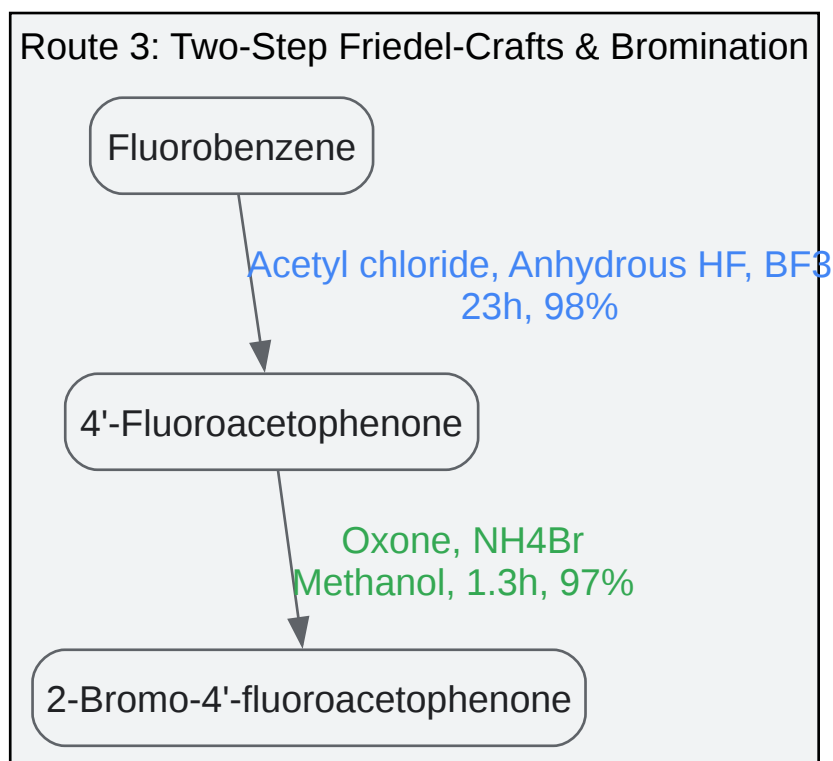 Route 3: Two-Step Friedel-Crafts & Bromination
Fluorobenzene
Acetyl chloride, Anhydrous HF, BF3
23h, 98%
4'-Fluoroacetophenone
Oxone, NH4Br
Methanol, 1.3h, 97%
2-Bromo-4'-fluoroacetophenone